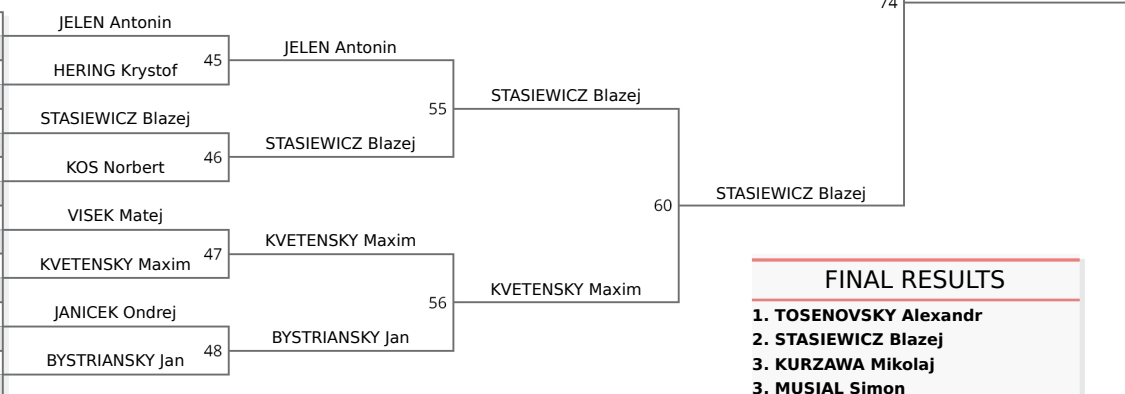 74
JELEN Antonin
45
HERING Krystof
JELEN Antonin
STASIEWICZ Blazej
46
KOS Norbert
55
STASIEWICZ Blazej
STASIEWICZ Blazej
VISEK Matej
47
KVETENSKY Maxim
KVETENSKY Maxim
JANICEK Ondrej
48
BYSTRIANSKY Jan
56
BYSTRIANSKY Jan
KVETENSKY Maxim
60
STASIEWICZ Blazej
FINAL RESULTS
1. TOSENOVSKY Alexandr
2. STASIEWICZ Blazej
3. KURZAWA Mikolaj
3. MUSIAL Simon